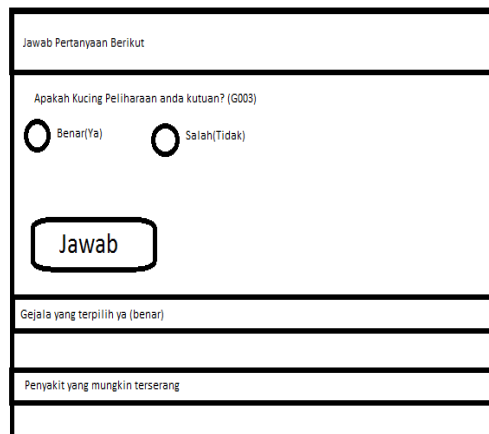 Jawab Pertanyaan Berikut
Apakah Kucing Peliharaan anda kutuan? (G003)
Benar(Ya) Salah(Tidak)
Jawab
Gejala yang terpilih ya (benar)
Penyakit yang mungkin terserang